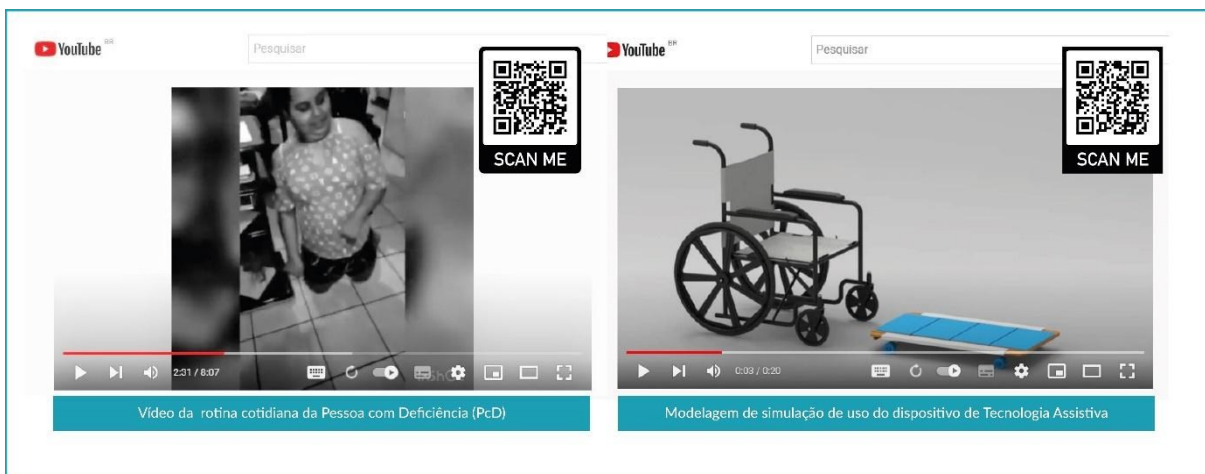 YouTube BR
Pesquisar
SCAN ME
2:31 / 8:07
Vídeo da rotina cotidiana da Pessoa com Deficiência (PcD)
YouTube BR
Pesquisar
SCAN ME
0:03 / 0:20
Modelagem de simulação de uso do dispositivo de Tecnologia Assistiva